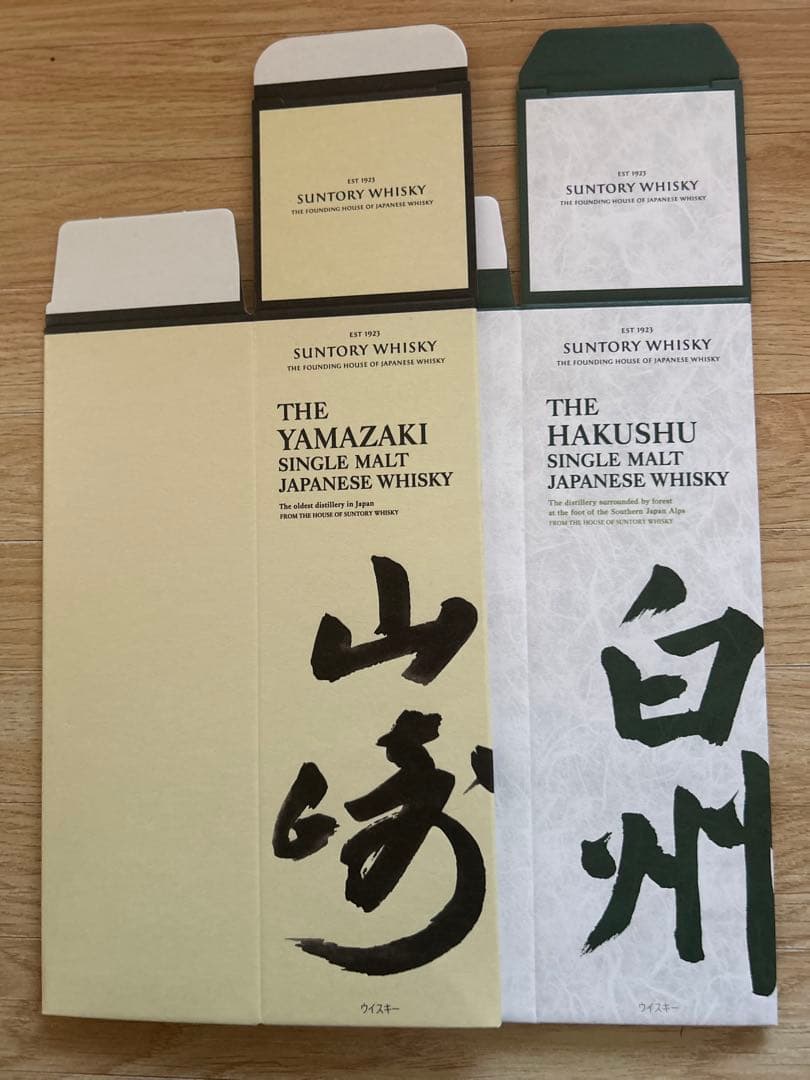 EST 1923
SUNTORY WHISKY
THE FOUNDING HOUSE OF JAPANESE WHISKY
EST 1923
SUNTORY WHISKY
THE FOUNDING HOUSE OF JAPANESE WHISKY
THE
YAMAZAKI
SINGLE MALT
JAPANESE WHISKY
The oldest distillery in Japan
FROM THE HOUSE OF SUNTORY WHISKY
山
崎
ウイスキー
EST 1923
SUNTORY WHISKY
THE FOUNDING HOUSE OF JAPANESE WHISKY
EST 1923
SUNTORY WHISKY
THE FOUNDING HOUSE OF JAPANESE WHISKY
THE
HAKUSHU
SINGLE MALT
JAPANESE WHISKY
The distillery surrounded by forest
at the foot of the Southern Japan Alps
FROM THE HOUSE OF SUNTORY WHISKY
白
州
ウイスキー